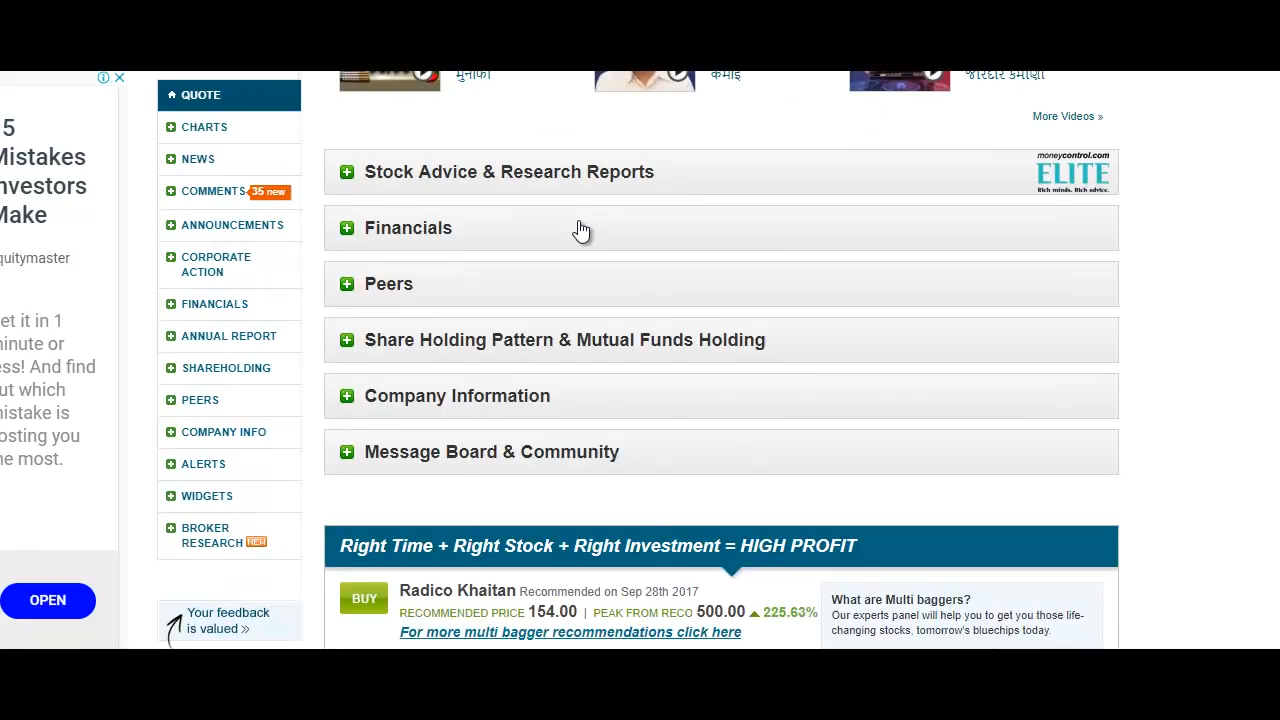 मुनाफा
कमाई
જોરદાર કમાણી
More Videos »
5
Mistakes
nvestors
Make
quitymaster
et it in 1
ninute or
ess! And find
ut which
nistake is
osting you
ne most.
OPEN
QUOTE
CHARTS
NEWS
COMMENTS 35 new
ANNOUNCEMENTS
CORPORATE
ACTION
FINANCIALS
ANNUAL REPORT
SHAREHOLDING
PEERS
COMPANY INFO
ALERTS
WIDGETS
BROKER
RESEARCH NEW
Your feedback
is valued »
Stock Advice & Research Reports
moneycontrol.com
ELITE
Rich minds. Rich advice.
Financials
Peers
Share Holding Pattern & Mutual Funds Holding
Company Information
Message Board & Community
Right Time + Right Stock + Right Investment = HIGH PROFIT
BUY
Radico Khaitan Recommended on Sep 28th 2017
RECOMMENDED PRICE 154.00 | PEAK FROM RECO 500.00 225.63%
For more multi bagger recommendations click here
What are Multi baggers?
Our experts panel will help you to get you those life-
changing stocks, tomorrow's bluechips today.